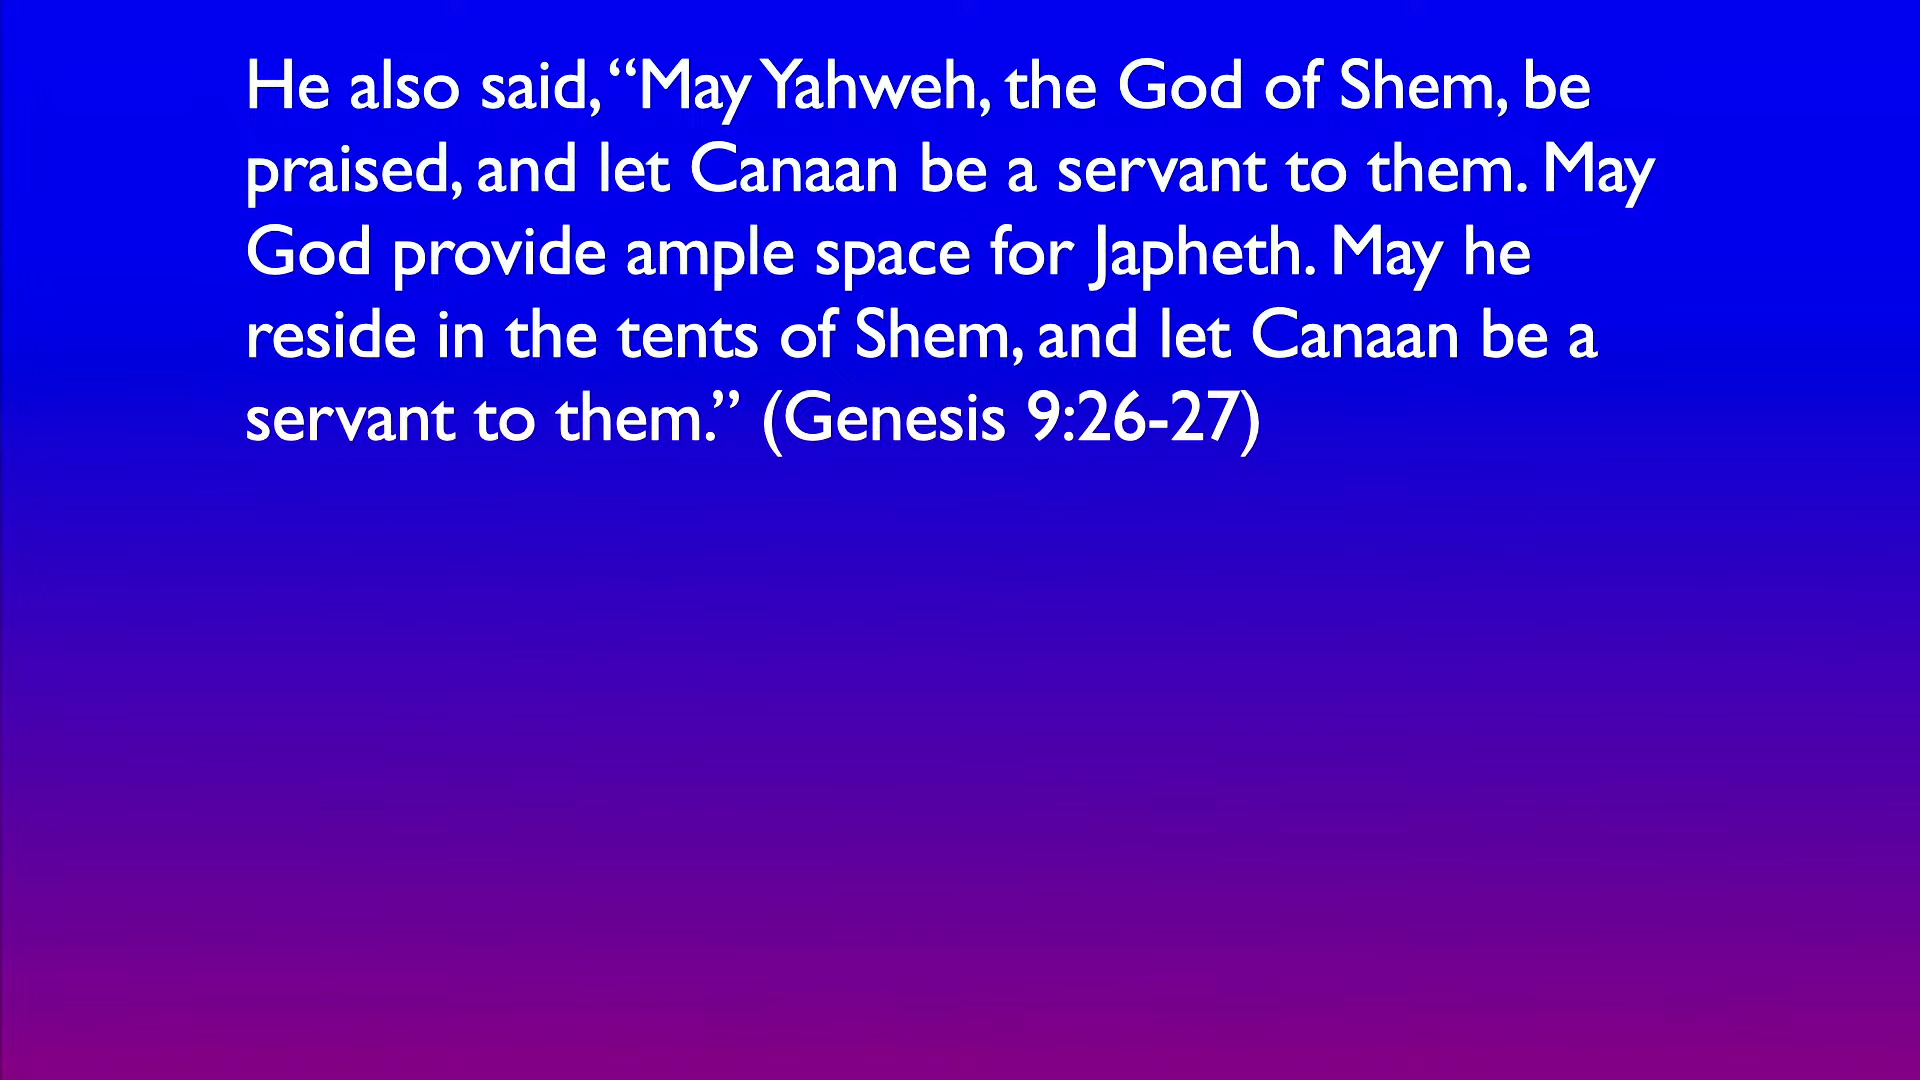 He also said, “May Yahweh, the God of Shem, be
praised, and let Canaan be a servant to them. May
God provide ample space for Japheth. May he
reside in the tents of Shem, and let Canaan be a
servant to them.” (Genesis 9:26-27)